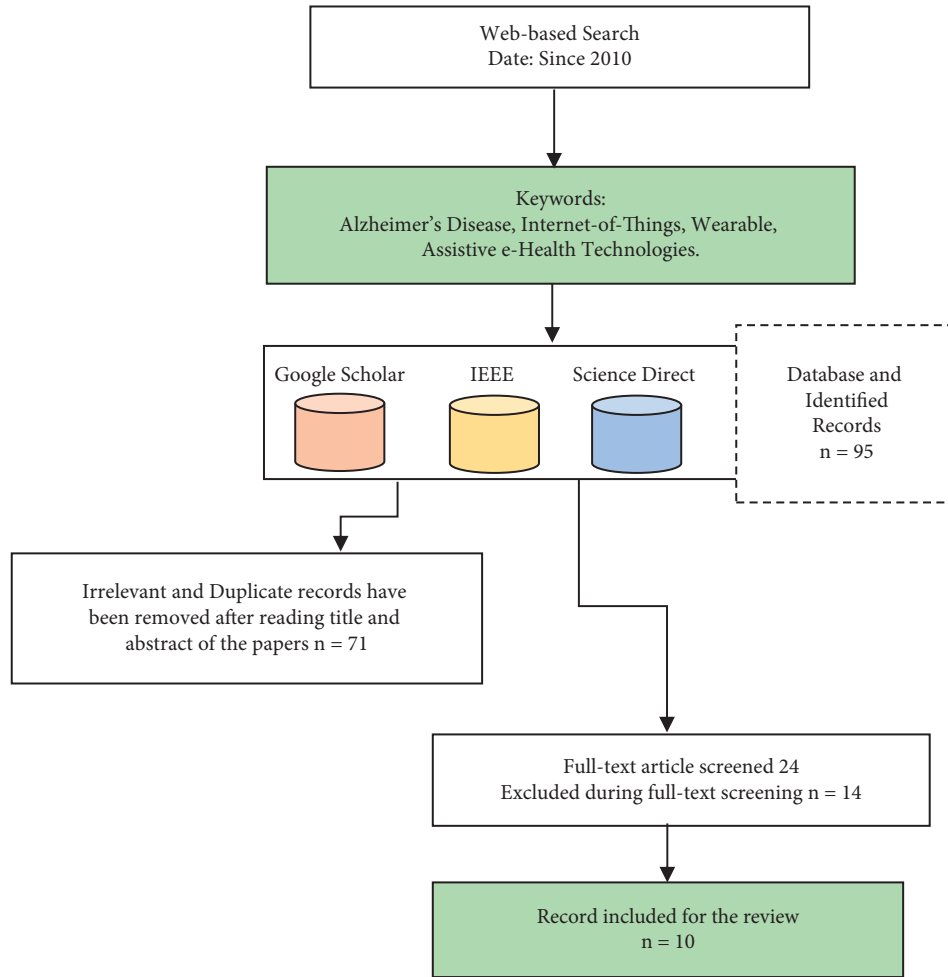 Web-based Search
Date: Since 2010
Keywords:
Alzheimer's Disease, Internet-of-Things, Wearable,
Assistive e-Health Technologies.
Google Scholar
IEEE
Science Direct
Database and
Identified
Records
n = 95
Irrelevant and Duplicate records have
been removed after reading title and
abstract of the papers n = 71
Full-text article screened 24
Excluded during full-text screening n = 14
Record included for the review
n = 10